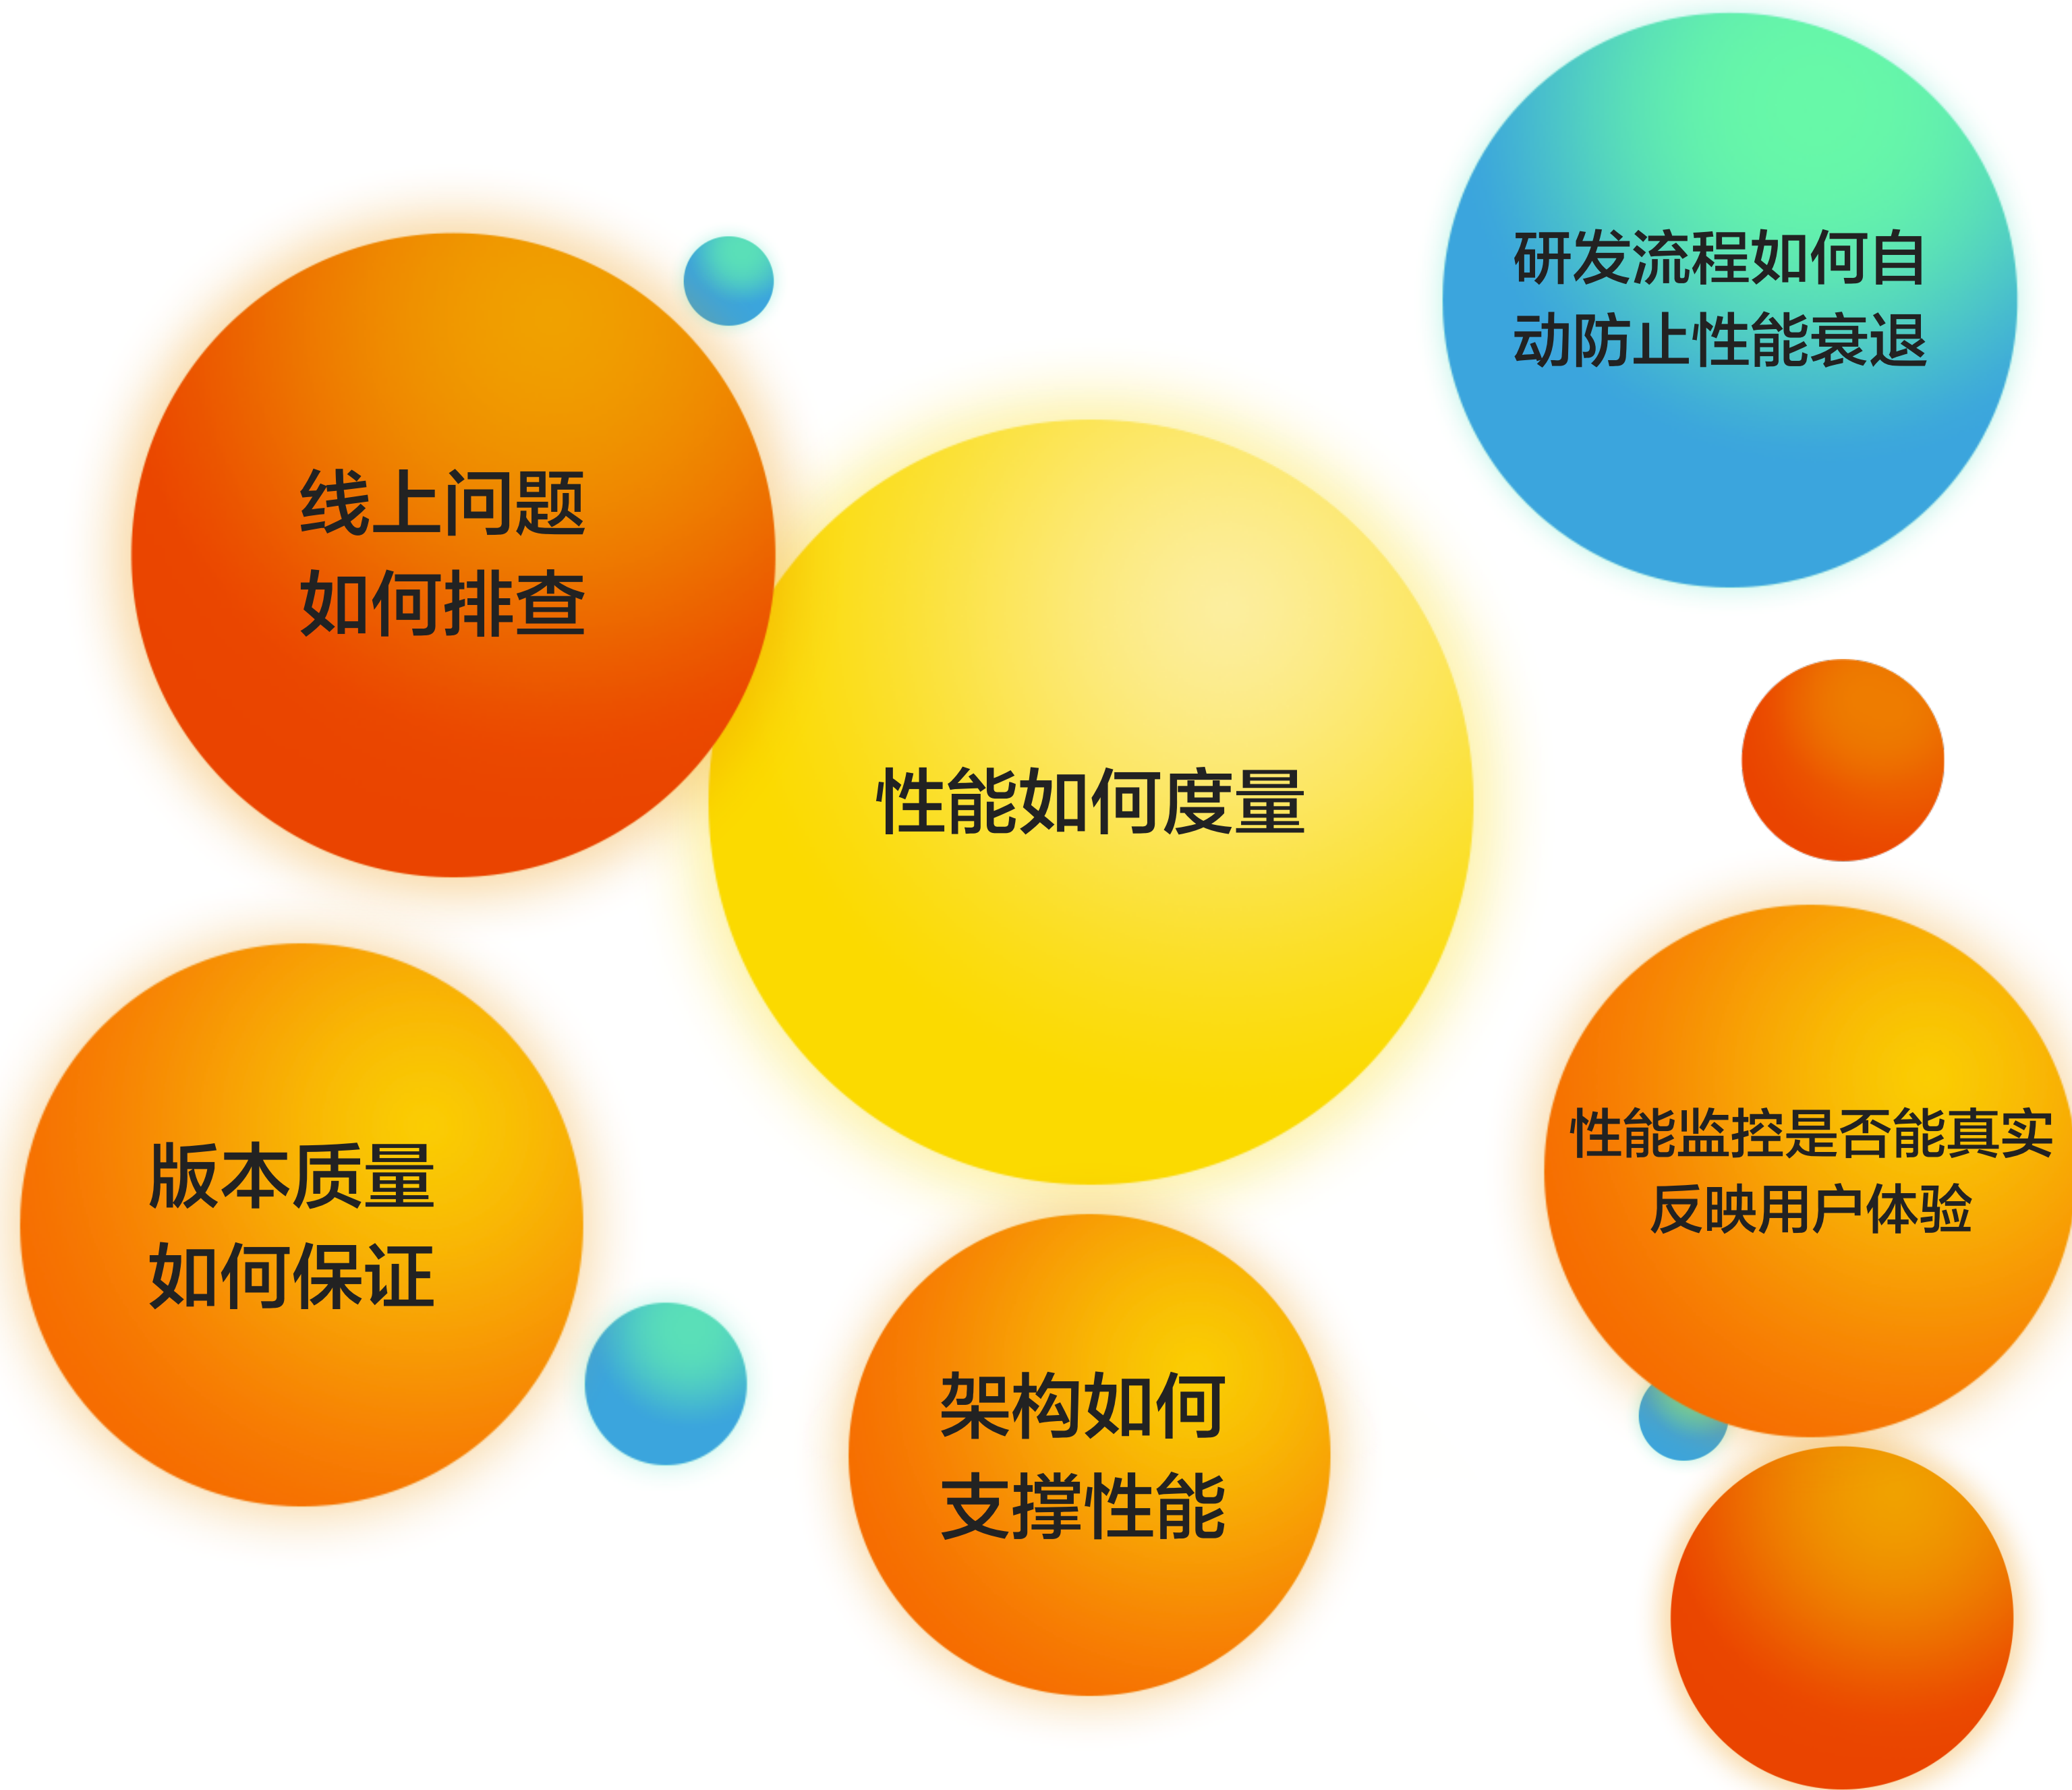 研发流程如何自
动防止性能衰退
线上问题
如何排查
性能如何度量
性能监控是否能真实
反映用户体验
版本质量
如何保证
架构如何
支撑性能